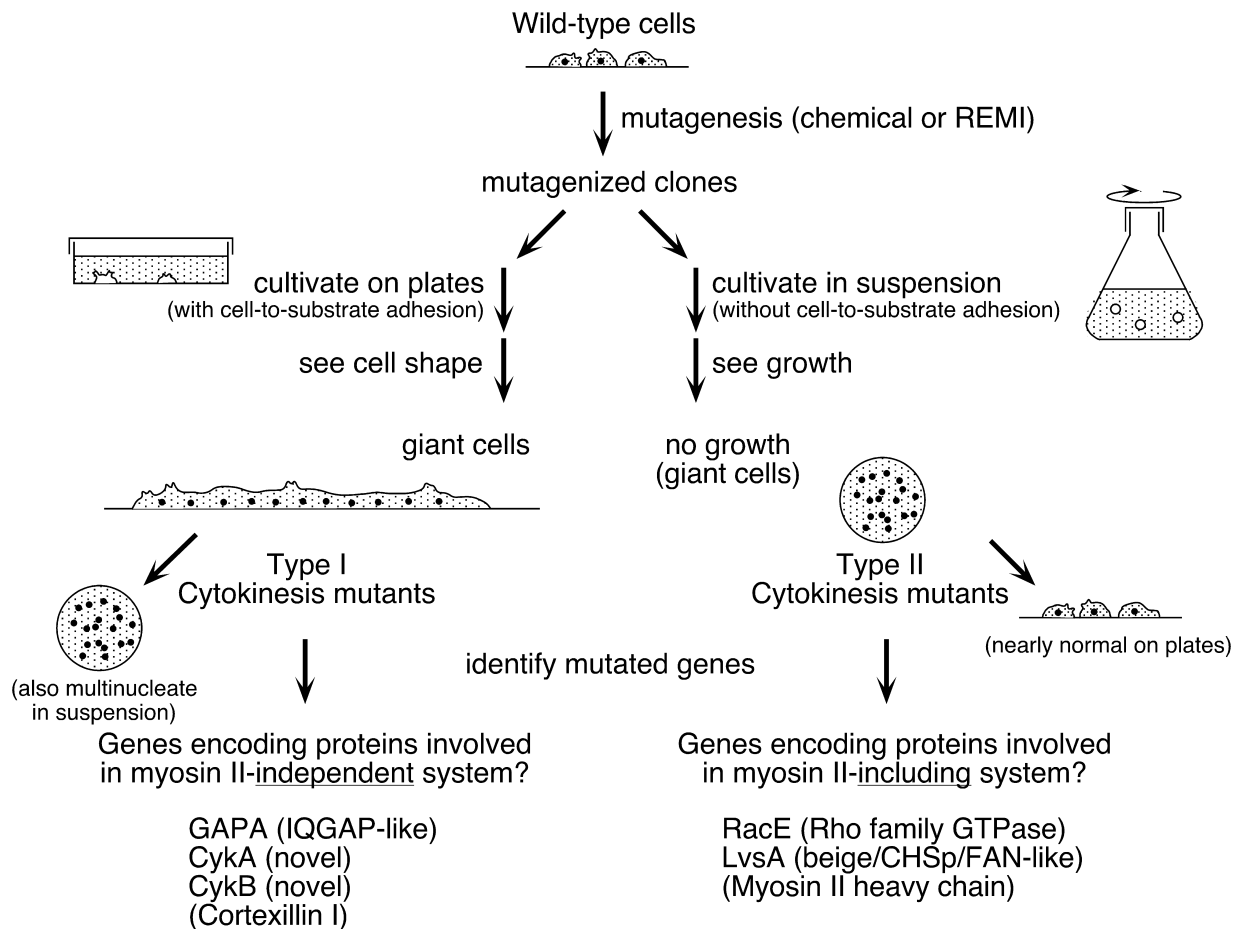 Wild-type cells
mutagenesis (chemical or REMI)
mutagenized clones
cultivate on plates
(with cell-to-substrate adhesion)
see cell shape
giant cells
cultivate in suspension
(without cell-to-substrate adhesion)
see growth
no growth
(giant cells)
Type I
Cytokinesis mutants
(also multinucleate
in suspension)
Type II
Cytokinesis mutants
(nearly normal on plates)
identify mutated genes
Genes encoding proteins involved
in myosin II-independent system?
GAPA (IQGAP-like)
CykA (novel)
CykB (novel)
(Cortexillin I)
Genes encoding proteins involved
in myosin II-including system?
RacE (Rho family GTPase)
LvsA (beige/CHSp/FAN-like)
(Myosin II heavy chain)